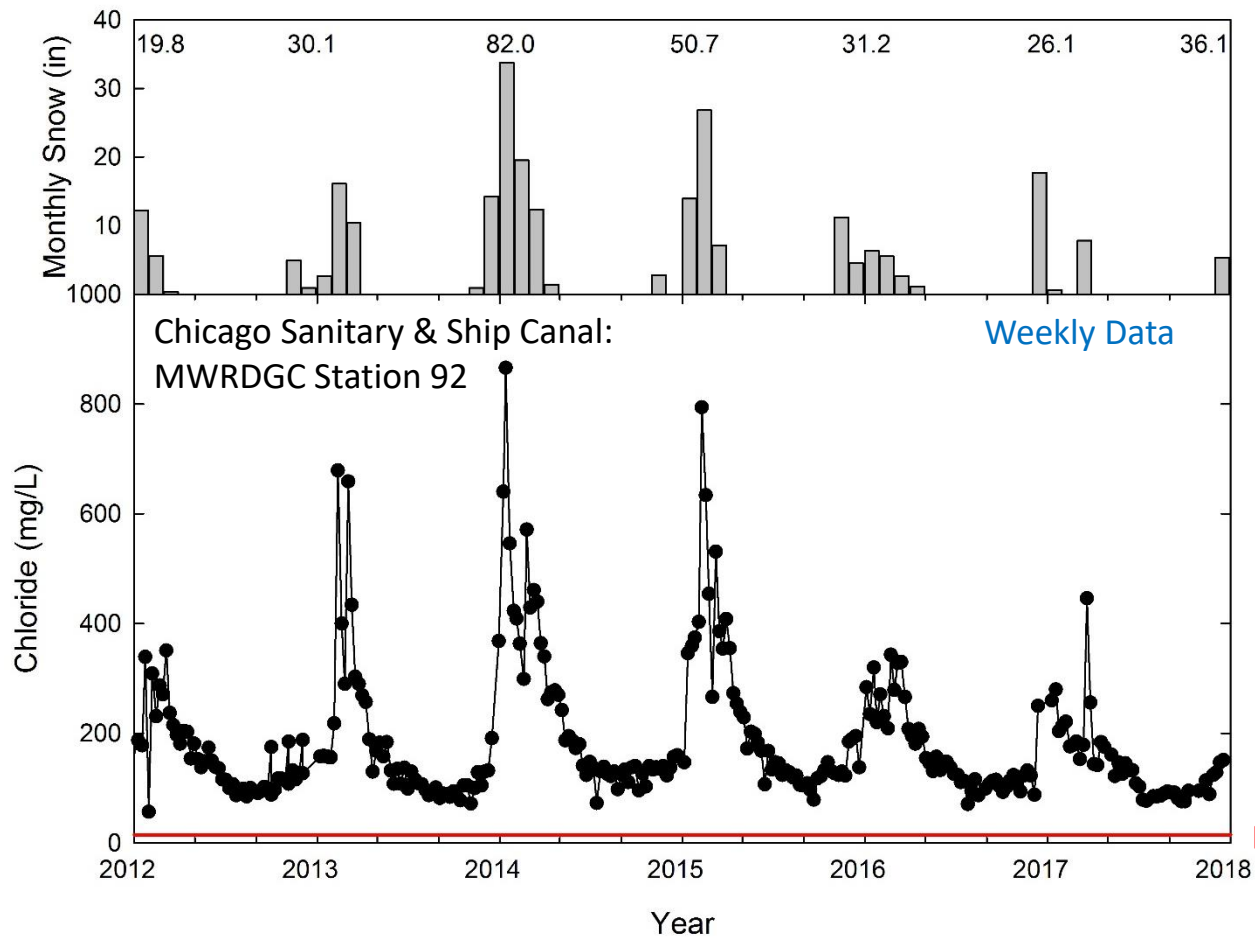 40
19.8 30.1 82.0 50.7 31.2 26.1 36.1
30
20
10
Monthly Snow (in)
1000
Chicago Sanitary & Ship Canal:
MWRDGC Station 92
Weekly Data
800
600
400
200
0
Chloride (mg/L)
2012 2013 2014 2015 2016 2017 2018
Year